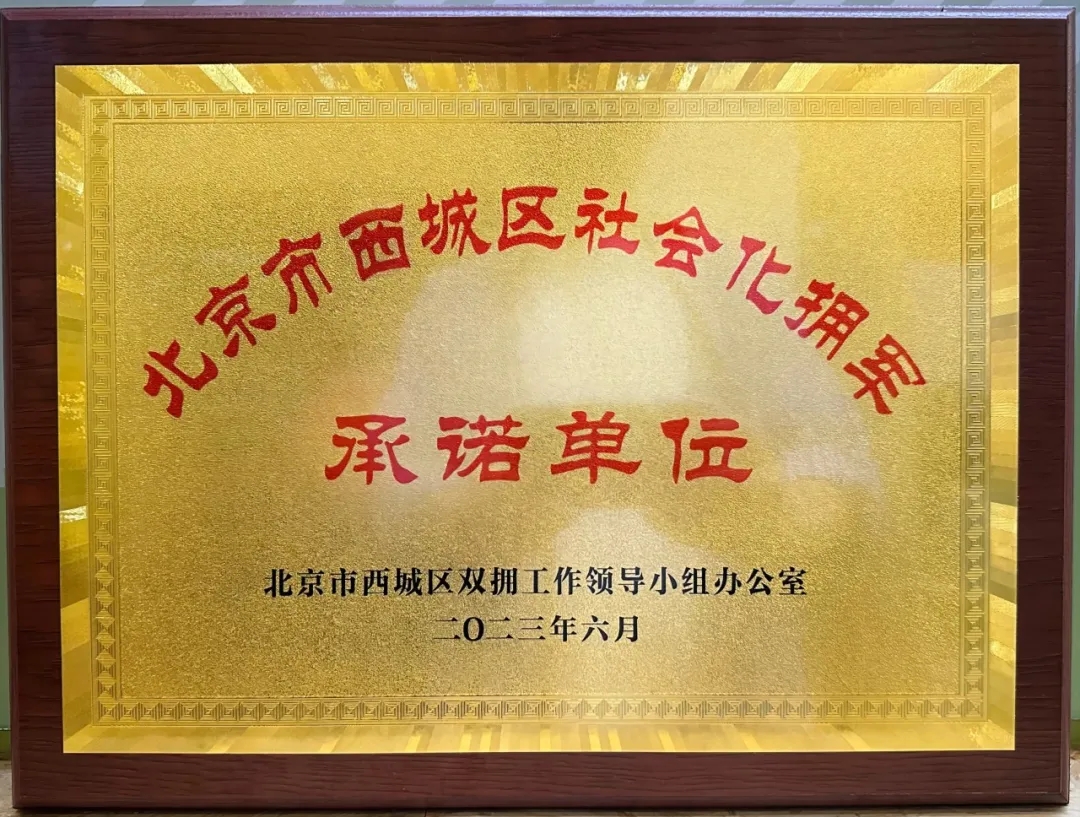 北京市西城区社会化拥军
承诺单位
北京市西城区双拥工作领导小组办公室
二〇二三年六月